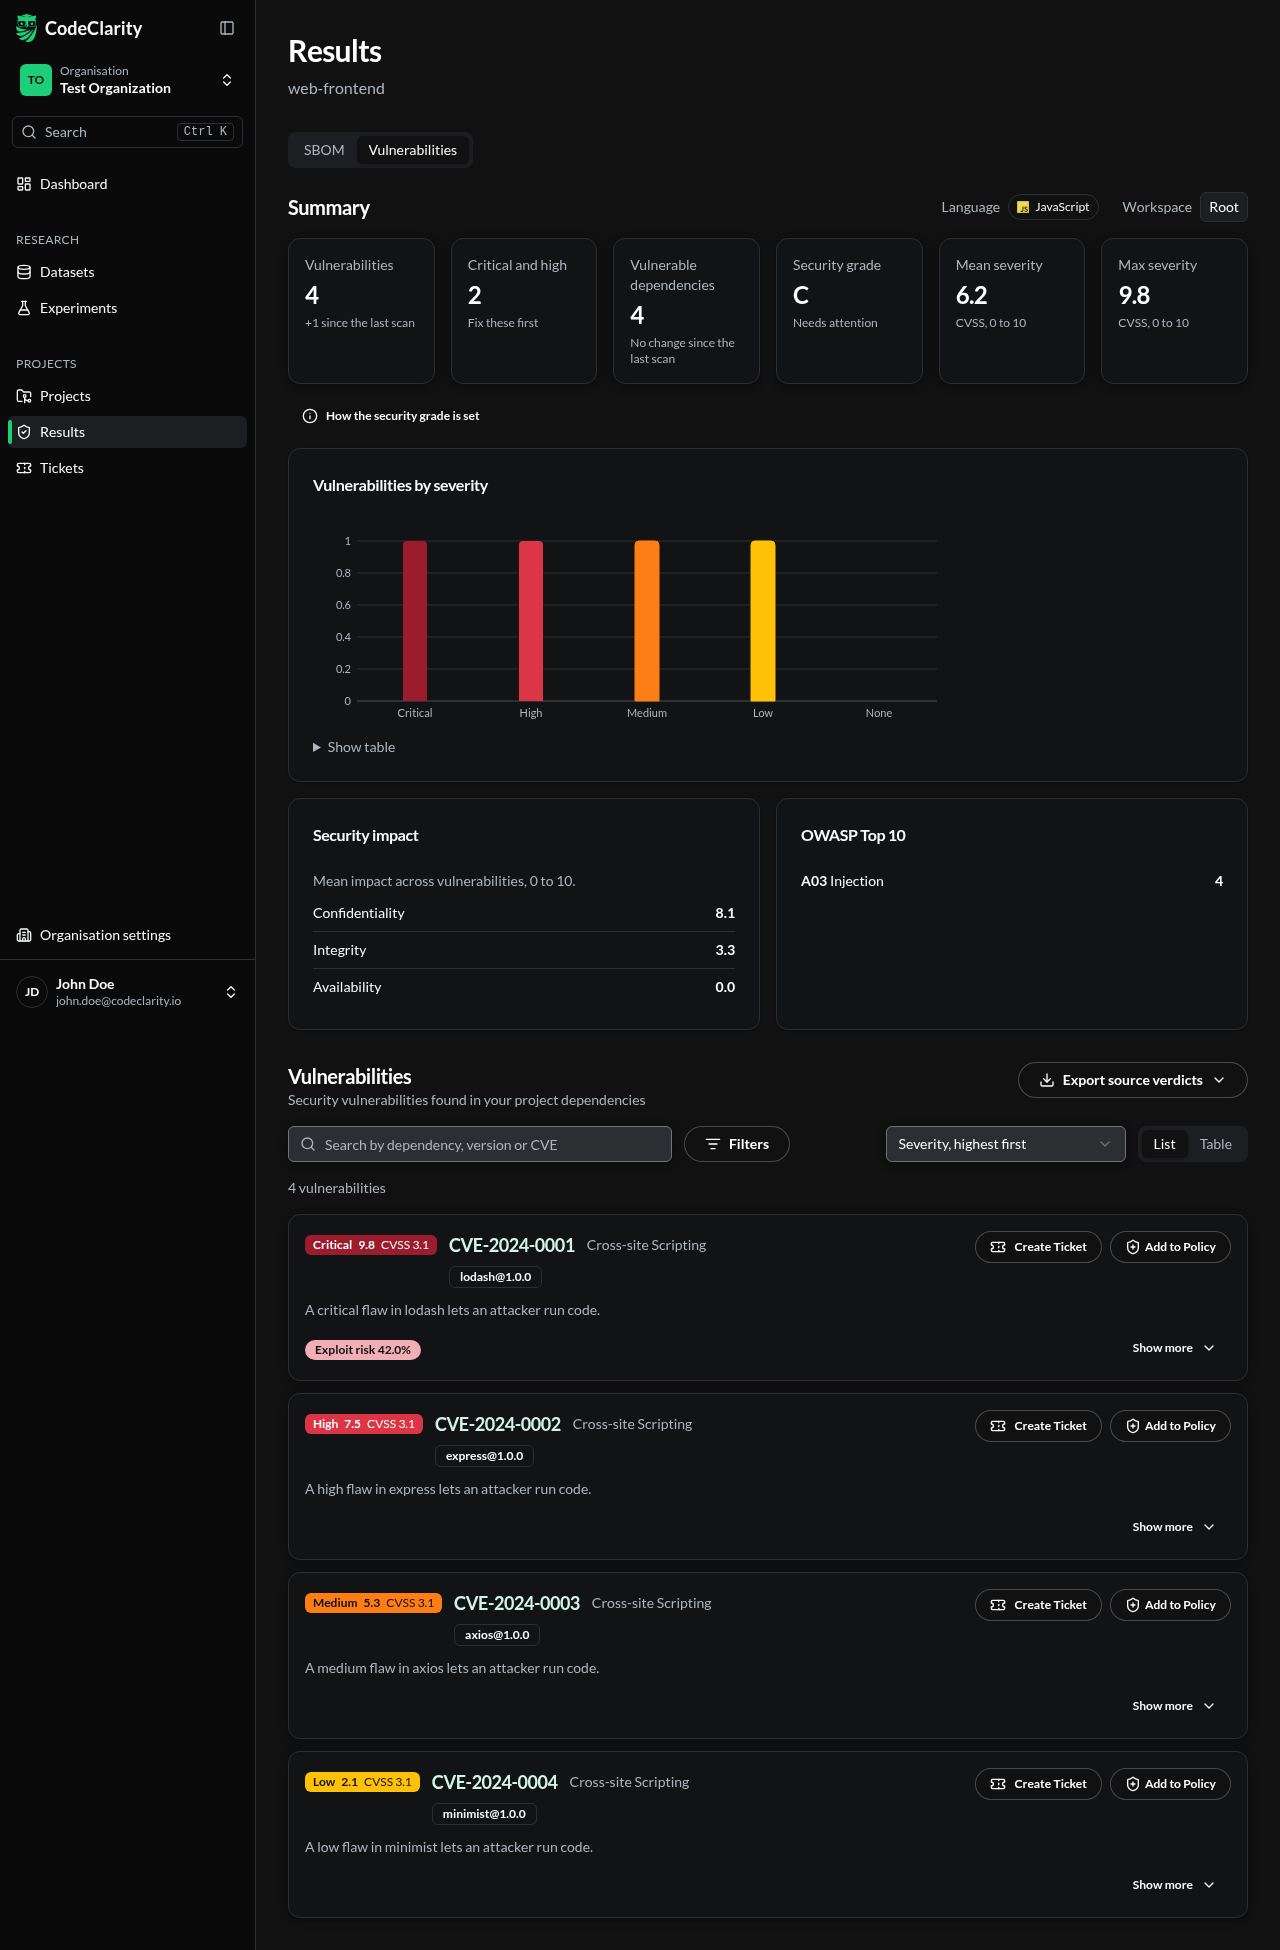 CodeClarity
TO
Organisation
Test Organization
Search
Ctrl K
Dashboard
RESEARCH
Datasets
Experiments
PROJECTS
Projects
Results
Tickets
Organisation settings
JD
John Doe
john.doe@codeclarity.io
Results
web-frontend
SBOM
Vulnerabilities
Summary
Language
JS
JavaScript
Workspace
Root
Vulnerabilities
4
+1 since the last scan
Critical and high
2
Fix these first
Vulnerable
dependencies
4
No change since the
last scan
Security grade
C
Needs attention
Mean severity
6.2
CVSS, 0 to 10
Max severity
9.8
CVSS, 0 to 10
How the security grade is set
Vulnerabilities by severity
1
0.8
0.6
0.4
0.2
0
Critical
High
Medium
Low
None
Show table
Security impact
Mean impact across vulnerabilities, 0 to 10.
Confidentiality 8.1
Integrity 3.3
Availability 0.0
OWASP Top 10
A03 Injection 4
Vulnerabilities
Security vulnerabilities found in your project dependencies
Export source verdicts
Search by dependency, version or CVE
Filters
Severity, highest first
List
Table
4 vulnerabilities
Critical 9.8 CVSS 3.1 CVE-2024-0001 Cross-site Scripting
Create Ticket
Add to Policy
lodash@1.0.0
A critical flaw in lodash lets an attacker run code.
Exploit risk 42.0%
Show more
High 7.5 CVSS 3.1 CVE-2024-0002 Cross-site Scripting
Create Ticket
Add to Policy
express@1.0.0
A high flaw in express lets an attacker run code.
Show more
Medium 5.3 CVSS 3.1 CVE-2024-0003 Cross-site Scripting
Create Ticket
Add to Policy
axios@1.0.0
A medium flaw in axios lets an attacker run code.
Show more
Low 2.1 CVSS 3.1 CVE-2024-0004 Cross-site Scripting
Create Ticket
Add to Policy
minimist@1.0.0
A low flaw in minimist lets an attacker run code.
Show more